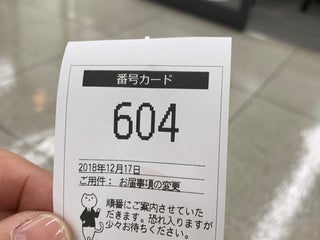 番号カード
604
2018年12月17日
ご用件： お届事項の変更
順番にご案内させていた
だきます。恐れ入りますが
少々お待ちください。